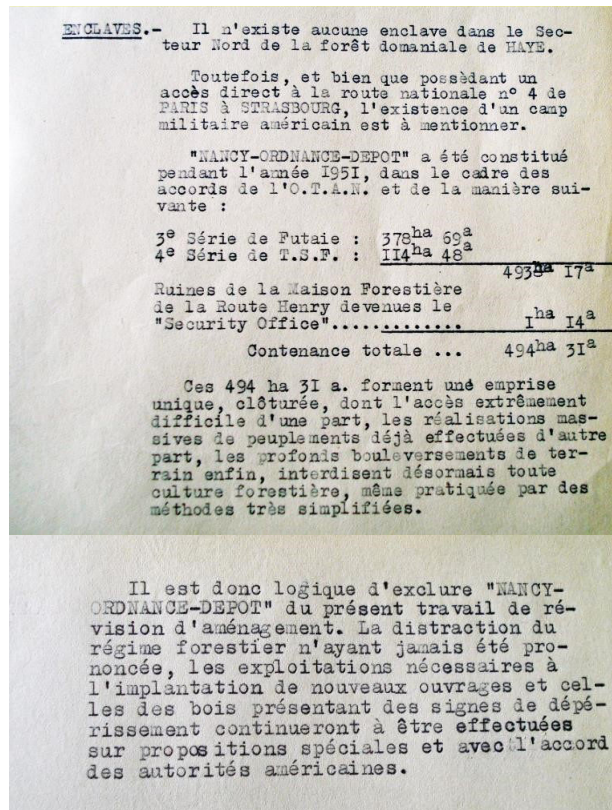 ENCLAVES.- Il n'existe aucune enclave dans le Sec-
teur Nord de la forêt domaniale de HAYE.
Toutefois, et bien que possèdant un
accès direct à la route nationale nº 4 de
PARIS à STRASBOURG, l'existence d'un camp
militaire américain est à mentionner.
"NANCY-ORDNANCE-DEPOT" a été constitué
pendant l'année I95I, dans le cadre des
accords de l'O.T.A.N. et de la manière sui-
vante :
3e Série de Futaie : 378ha 69a
4e Série de T.S.F. : II4ha 48a
493ha I7a
Ruines de la Maison Forestière
de la Route Henry devenues le
"Security Office".............. Iha I4a
Contenance totale ... 494ha 3Ia
Ces 494 ha 3I a. forment une emprise
unique, clôturée, dont l'accès extrêmement
difficile d'une part, les réalisations mas-
sives de peuplements déjà effectuées d'autre
part, les profonds bouleversements de ter-
rain enfin, interdisent désormais toute
culture forestière, même pratiquée par des
méthodes très simplifiées.
Il est donc logique d'exclure "NANCY-
ORDNANCE-DEPOT" du présent travail de ré-
vision d'aménagement. La distraction du
régime forestier n'ayant jamais été pro-
noncée, les exploitations nécessaires à
l'implantation de nouveaux ouvrages et cel-
les des bois présentant des signes de dépé-
rissement continueront à être effectuées
sur propositions spéciales et avec l'accord
des autorités américaines.